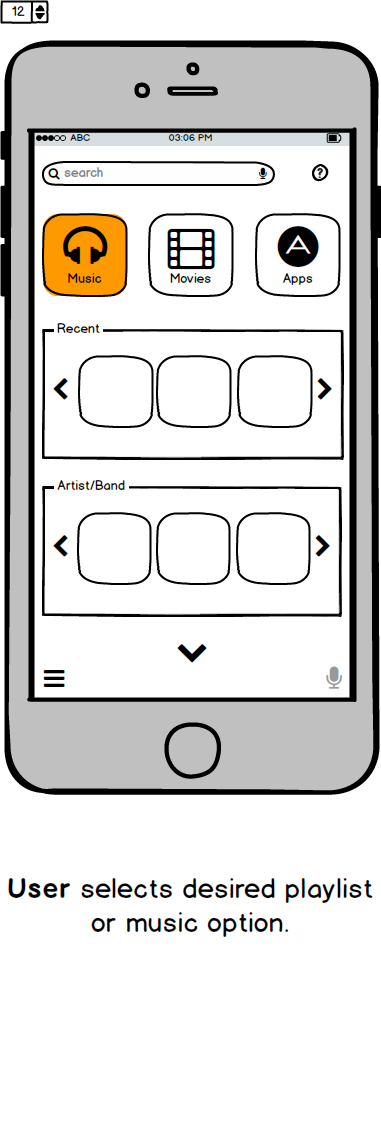 12
ABC 03:06 PM
search
?
Music Movies Apps
Recent
Artist/Band
User selects desired playlist
or music option.